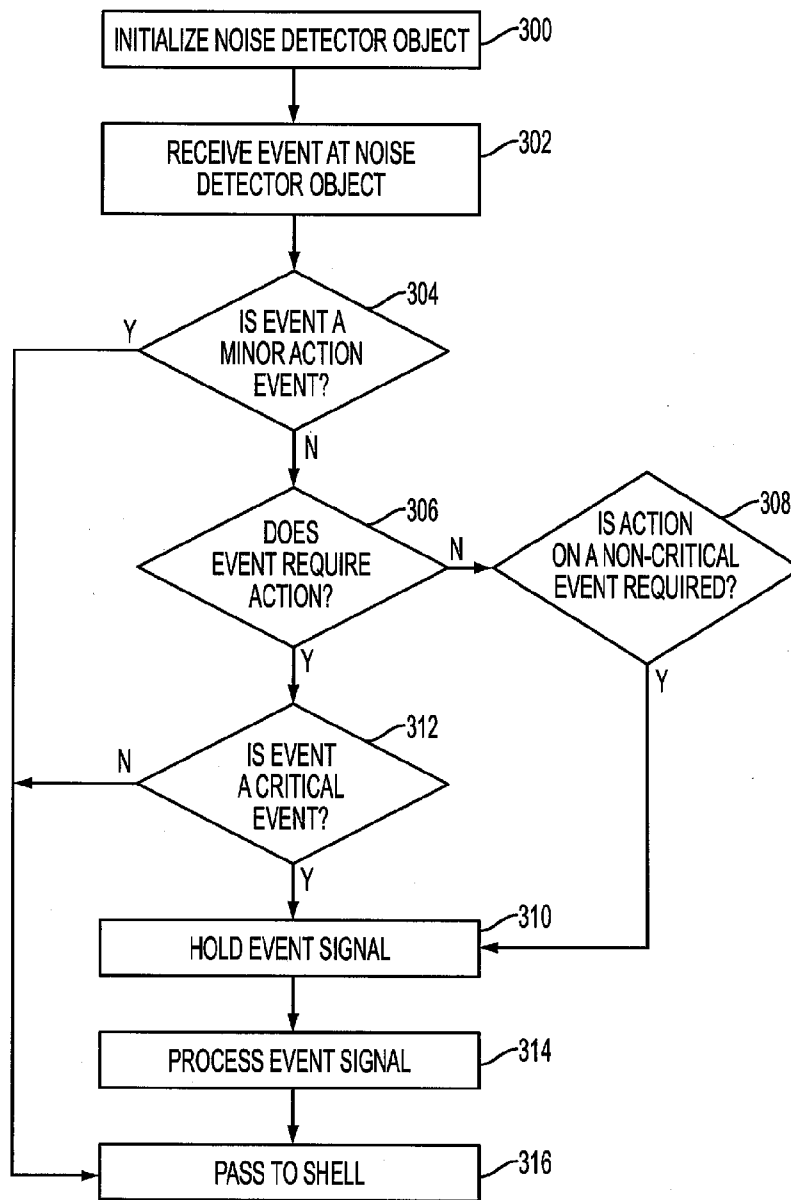 INITIALIZE NOISE DETECTOR OBJECT
300
RECEIVE EVENT AT NOISE
DETECTOR OBJECT
302
304
IS EVENT A
MINOR ACTION
EVENT?
Y
N
306
DOES
EVENT REQUIRE
ACTION?
N
308
IS ACTION
ON A NON-CRITICAL
EVENT REQUIRED?
Y
Y
312
IS EVENT
A CRITICAL
EVENT?
N
Y
310
HOLD EVENT SIGNAL
PROCESS EVENT SIGNAL
314
PASS TO SHELL
316